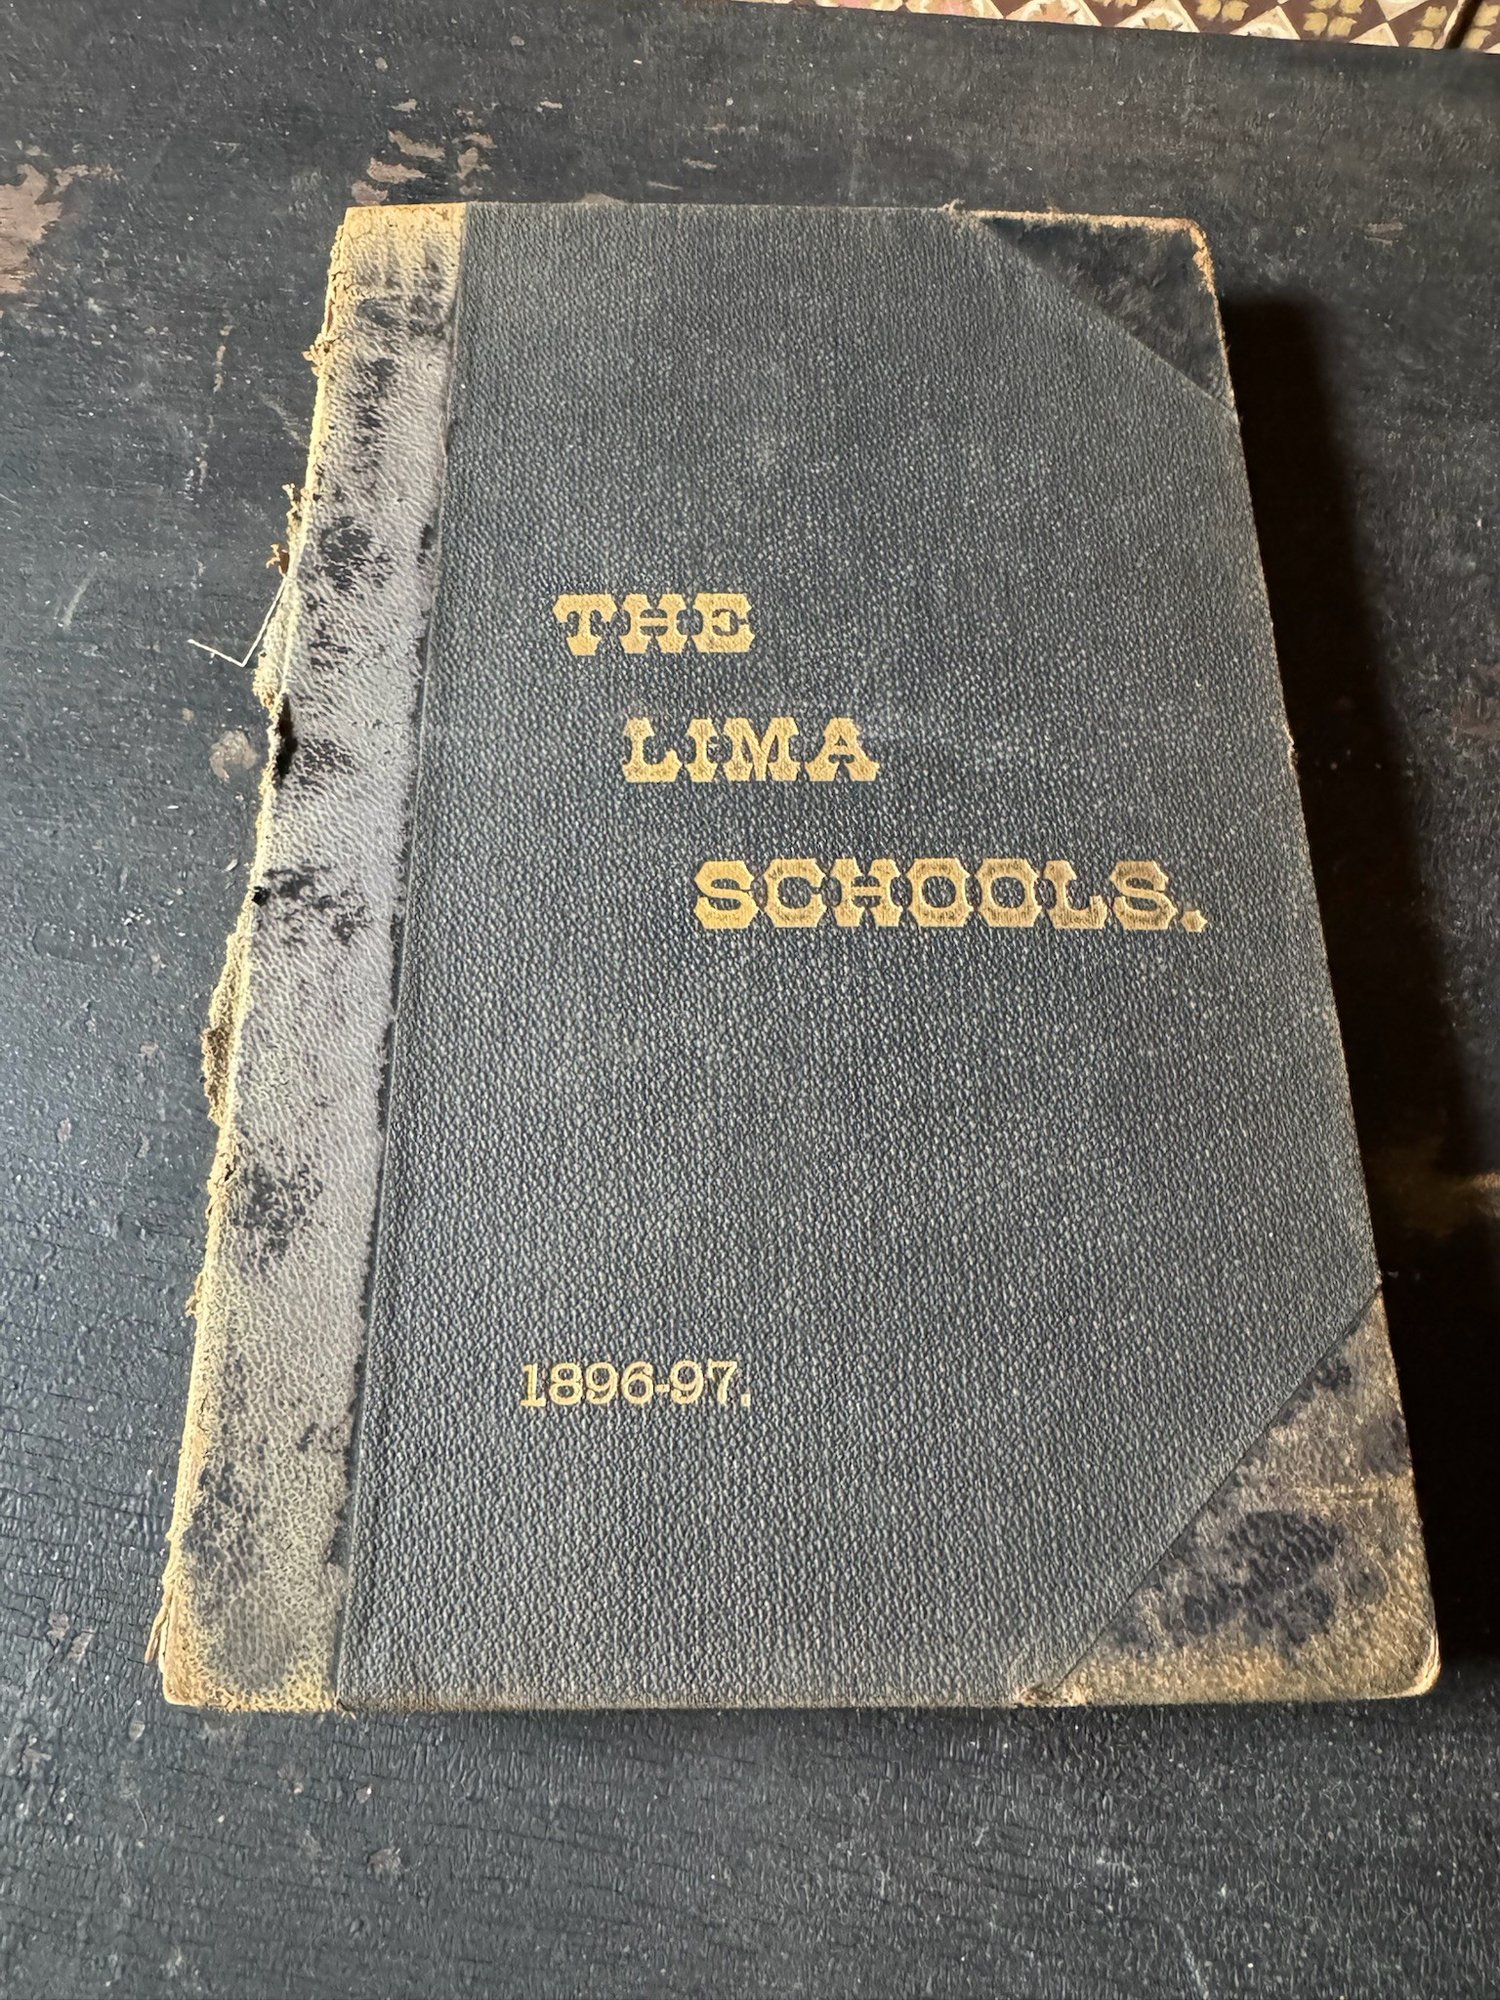 THE
LIMA
SCHOOLS.
1896-97.